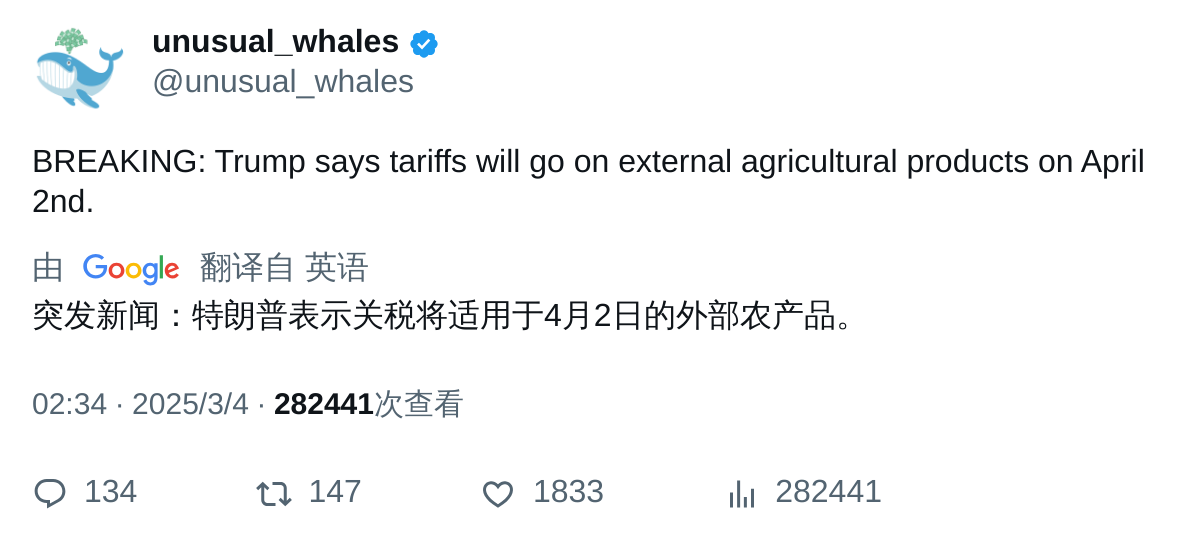 unusual_whales
@unusual_whales
BREAKING: Trump says tariffs will go on external agricultural products on April
2nd.
由 Google 翻译自 英语
突发新闻：特朗普表示关税将适用于4月2日的外部农产品。
02:34 · 2025/3/4 · 282441次查看
134 147 1833 282441